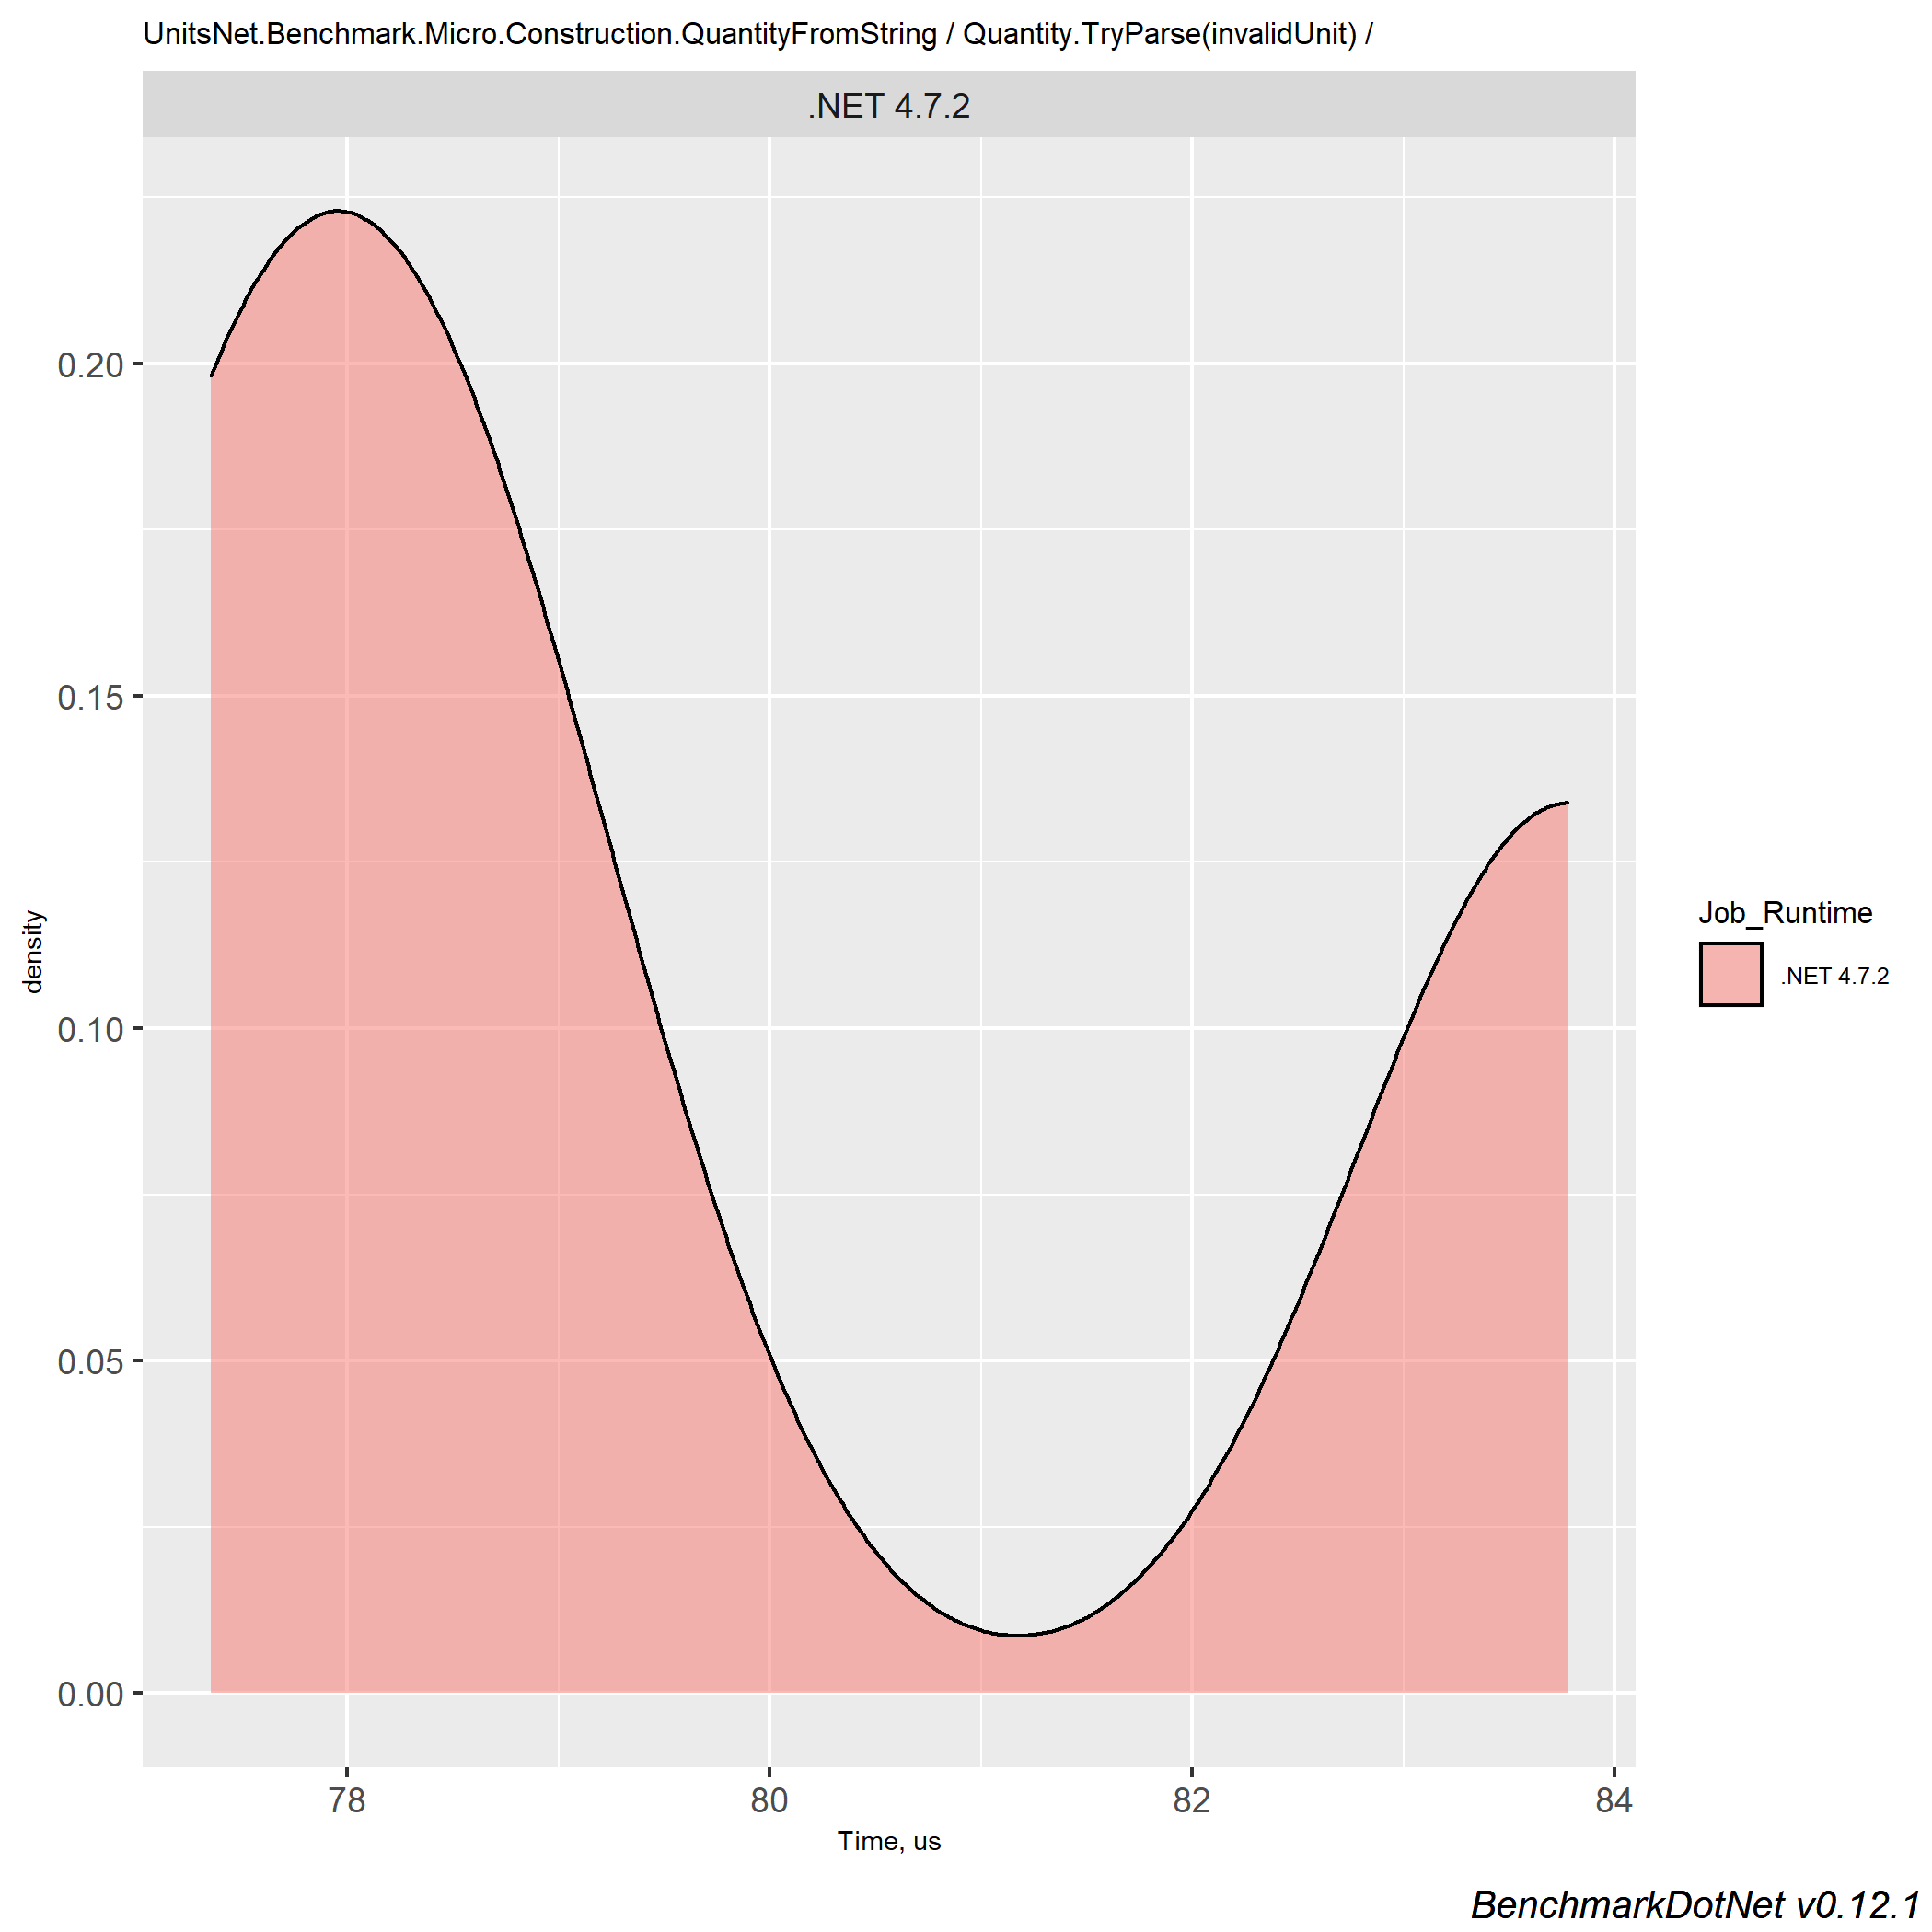 UnitsNet.Benchmark.Micro.Construction.QuantityFromString / Quantity.TryParse(invalidUnit) /
.NET 4.7.2
0.20
0.15
0.10
0.05
0.00
density
78 80 82 84
Time, us
Job_Runtime
.NET 4.7.2
BenchmarkDotNet v0.12.1